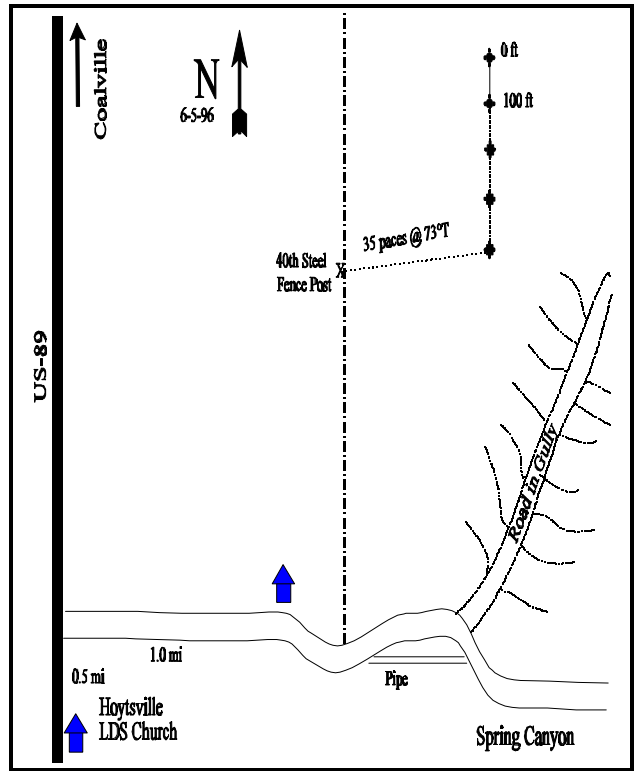 Coalville
N
6-5-96
0 ft
100 ft
35 paces @ 73°T
40th Steel
Fence Post
X
US-89
Road in Gully
1.0 mi
0.5 mi
Pipe
Hoytsville
LDS Church
Spring Canyon